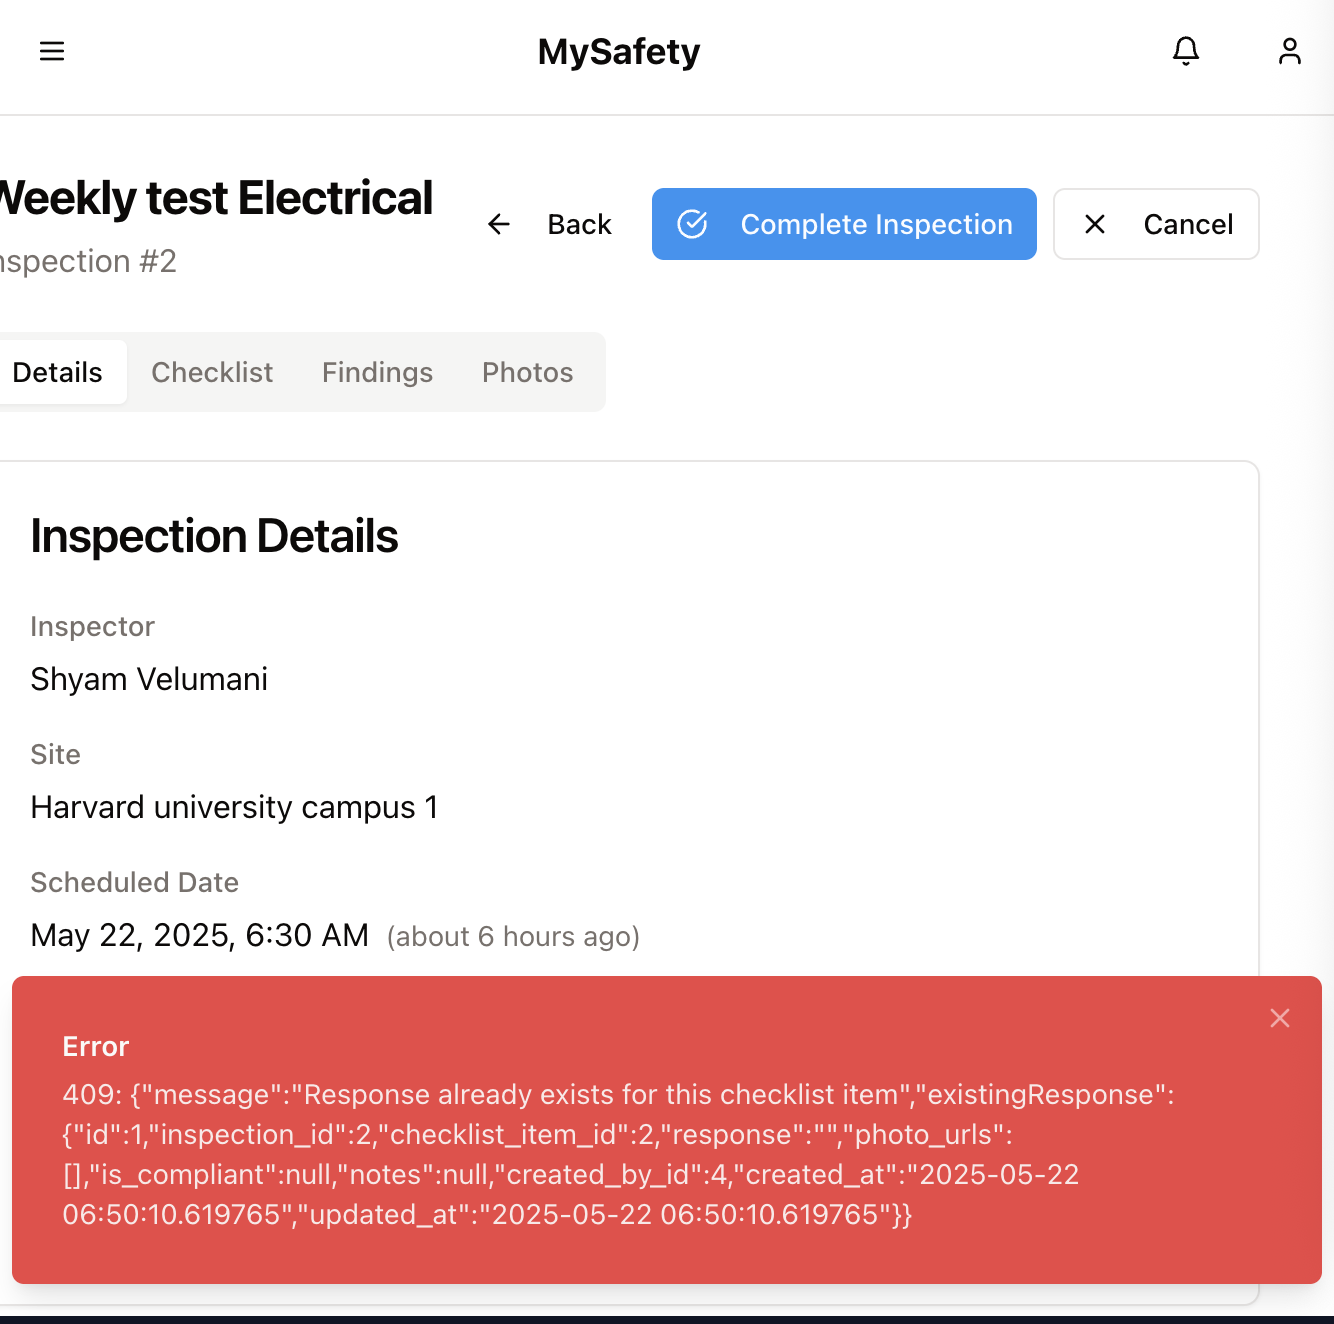 MySafety
Weekly test Electrical
nspection #2
Back
Complete Inspection
Cancel
Details
Checklist
Findings
Photos
Inspection Details
Inspector
Shyam Velumani
Site
Harvard university campus 1
Scheduled Date
May 22, 2025, 6:30 AM (about 6 hours ago)
Error
409: {"message":"Response already exists for this checklist item","existingResponse":
{"id":1,"inspection_id":2,"checklist_item_id":2,"response":"","photo_urls":
[],"is_compliant":null,"notes":null,"created_by_id":4,"created_at":"2025-05-22
06:50:10.619765","updated_at":"2025-05-22 06:50:10.619765"}}